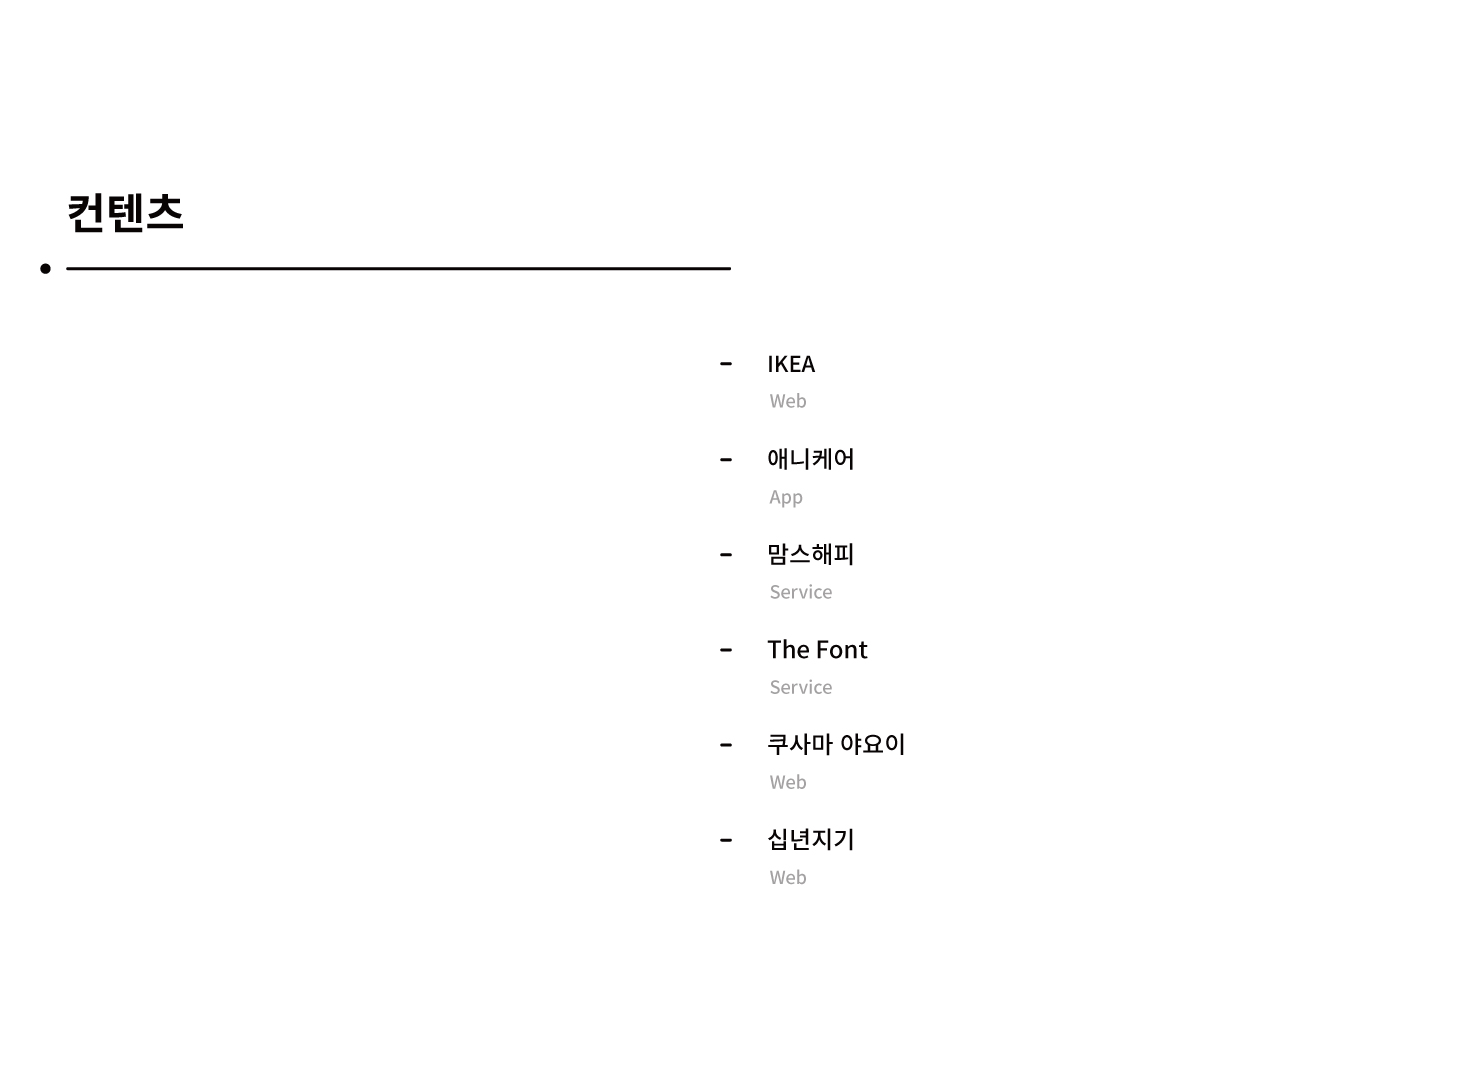 컨텐츠
IKEA
Web
애니케어
App
맘스해피
Service
The Font
Service
쿠사마 야요이
Web
십년지기
Web